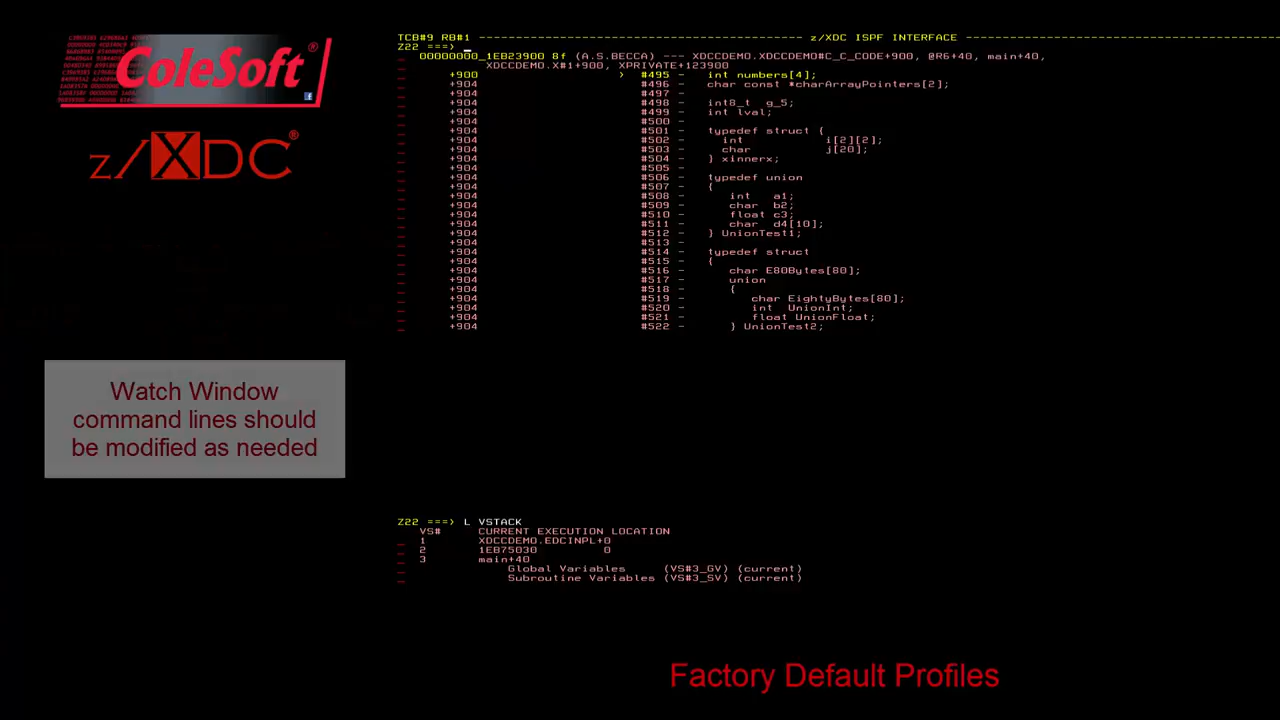 ColeSoft®
z/XDC®
Watch Window
command lines should
be modified as needed
TCB#9 RB#1 z/XDC ISPF INTERFACE
Z22 ===> _
00000000_1EB23900 8f (A.S.BECCA) --- XDCCDEMO.XDCCDEMO#C_C_CODE+900, @R6+40, main+40,
XDCCDEMO.X#1+900, XPRIVATE+123900
+900 > #495 - int numbers[4];
+904 #496 - char const *charArrayPointers[2];
+904 #497 -
+904 #498 - int8_t g_5;
+904 #499 - int lval;
+904 #500 -
+904 #501 - typedef struct {
+904 #502 - int i[2][2];
+904 #503 - char j[20];
+904 #504 - } xinnerx;
+904 #505 -
+904 #506 - typedef union
+904 #507 - {
+904 #508 - int a1;
+904 #509 - char b2;
+904 #510 - float c3;
+904 #511 - char d4[10];
+904 #512 - } UnionTest1;
+904 #513 -
+904 #514 - typedef struct
+904 #515 - {
+904 #516 - char E80Bytes[80];
+904 #517 - union
+904 #518 - {
+904 #519 - char EightyBytes[80];
+904 #520 - int UnionInt;
+904 #521 - float UnionFloat;
+904 #522 - } UnionTest2;
Z22 ===> L VSTACK
VS# CURRENT EXECUTION LOCATION
1 XDCCDEMO.EDCINPL+0
2 1EB75030 0
3 main+40
Global Variables (VS#3_GV) (current)
Subroutine Variables (VS#3_SV) (current)
Factory Default Profiles